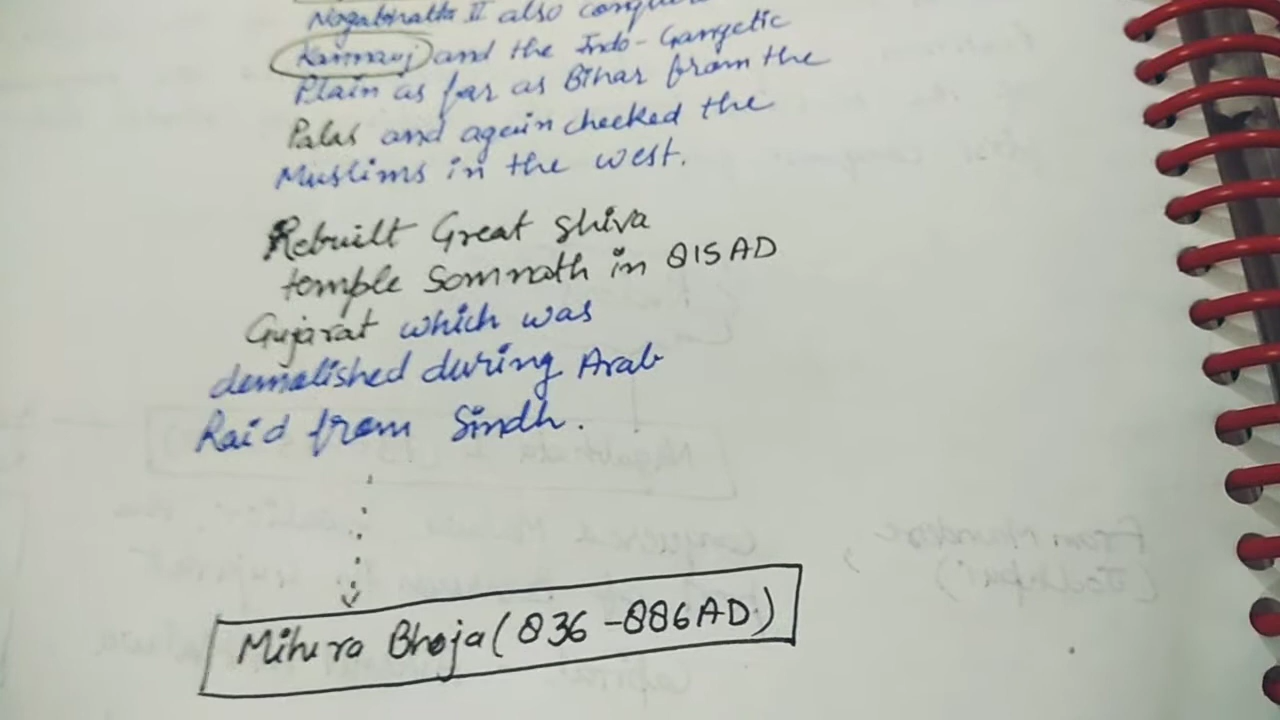 Nagabhatta II also
Kannauj and the Indo-Gangetic
Plain as far as Bihar from the
Palas and again checked the
Muslims in the west.
Rebuilt Great Shiva
temple Somnath in 815AD
Gujarat which was
demolished during Arab
Raid from Sindh.
Mihira Bhoja (836-886AD)